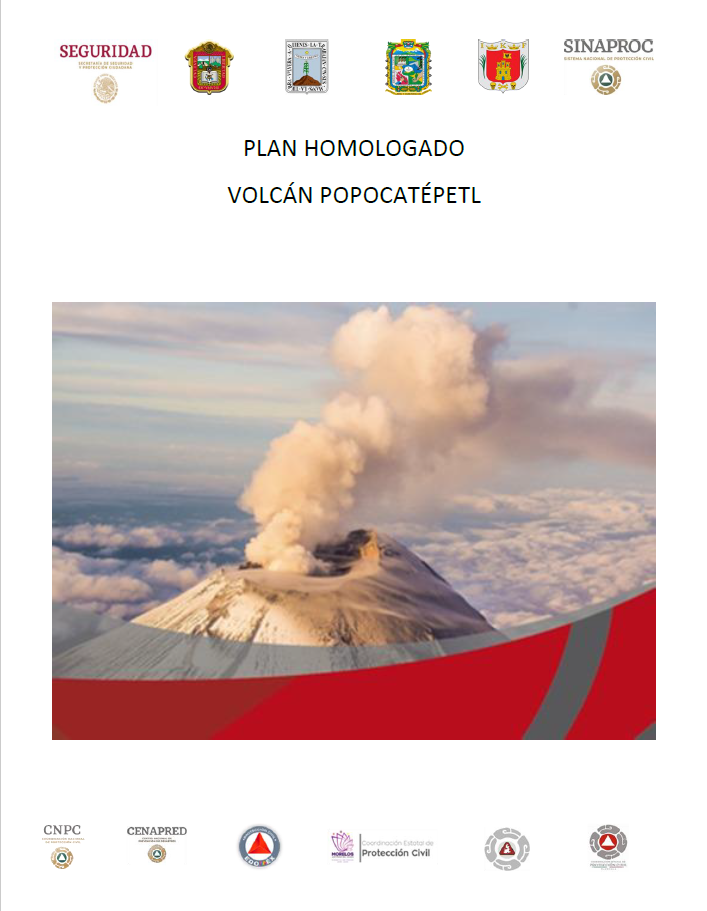 SEGURIDAD
SECRETARÍA DE SEGURIDAD
Y PROTECCIÓN CIUDADANA
SINAPROC
SISTEMA NACIONAL DE PROTECCIÓN CIVIL
PLAN HOMOLOGADO
VOLCÁN POPOCATÉPETL
CNPC
CENAPRED
MORELOS
Coordinación Estatal de
Protección Civil